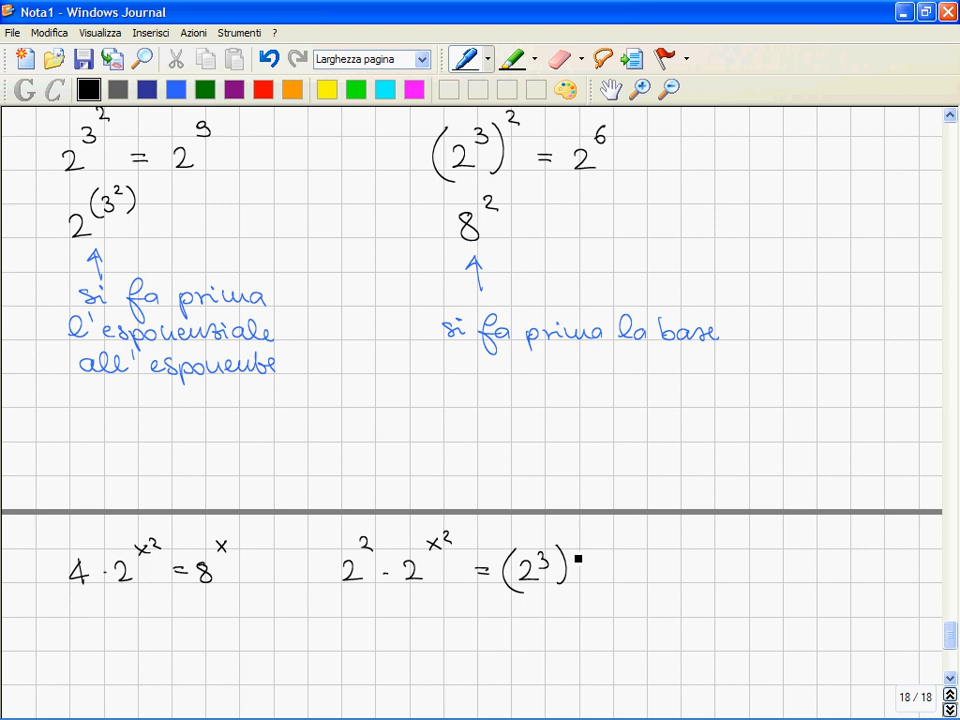 Nota1 - Windows Journal
File Modifica Visualizza Inserisci Azioni Strumenti ?
Larghezza pagina
G C
2^3^2 = 2^9
(2^3)^2 = 2^6
2^(3^2)
8^2
si fa prima
l'esponenziale
all'esponente
si fa prima la base
4 · 2^x^2 = 8^x
2^2 · 2^x^2 = (2^3)
18 / 18